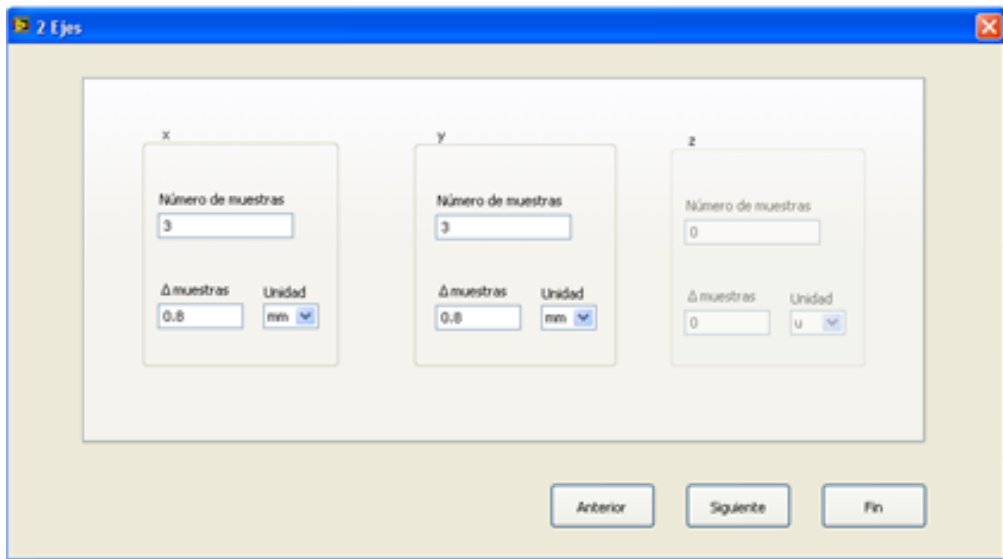 2 Ejes
x
y
z
Número de muestras
3
Número de muestras
3
Número de muestras
0
Δ muestras
Unidad
0.8
mm
Δ muestras
Unidad
0.8
mm
Δ muestras
Unidad
0
u
Anterior
Siguiente
Fin